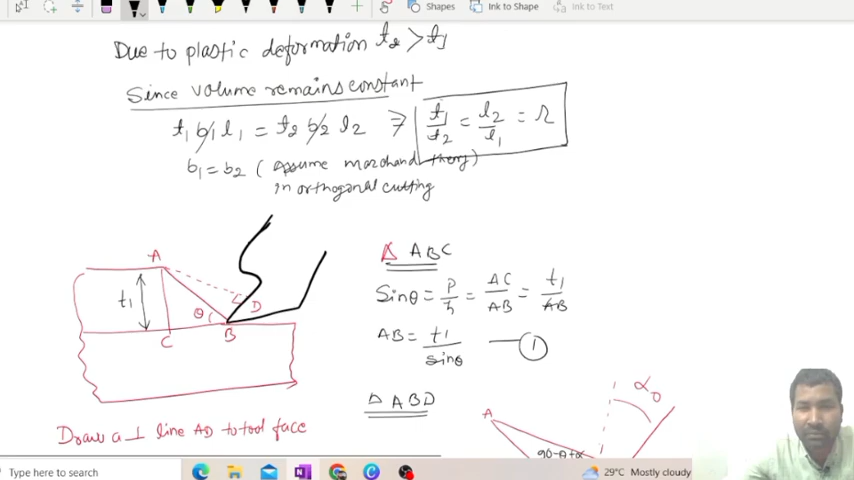 Shapes Ink to Shape Ink to Text
Due to plastic deformation t2 > t1
Since volume remains constant
t1 b1 l1 = t2 b2 l2 ⇒ t1/t2 = l2/l1 = r
b1 = b2 (Assume marchand theory)
in orthogonal cutting
A
t1
θ
D
C
B
Δ ABC
Sinθ = P/h = AC/AB = t1/AB
AB = t1/sinθ — 1
Δ ABD
Draw a ⊥ line AD to tool face
A
α0
90-θ+α
Type here to search
29°C Mostly cloudy